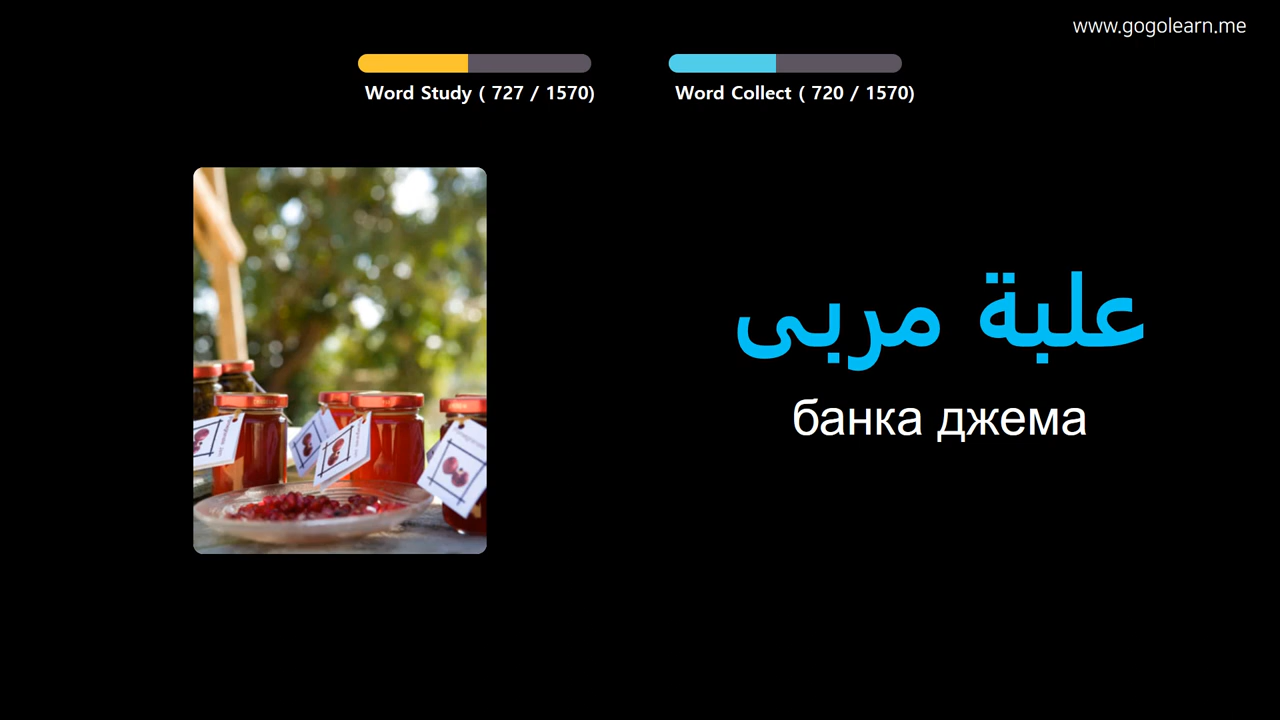 www.gogolearn.me
Word Study ( 727 / 1570)
Word Collect ( 720 / 1570)
علبة مربى
банка джема